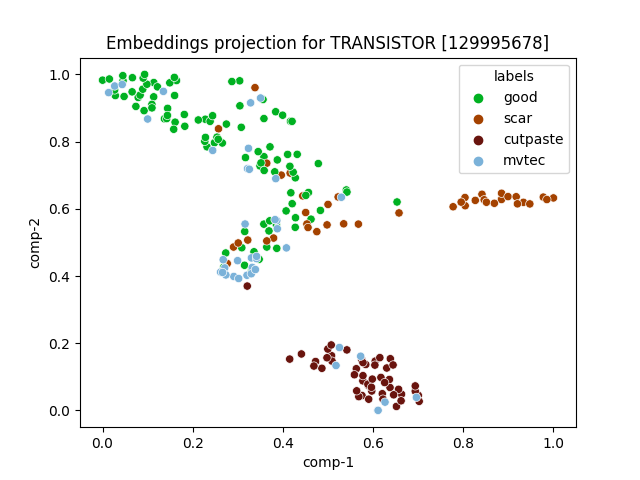 Embeddings projection for TRANSISTOR [129995678]
labels
good
scar
cutpaste
mvtec
comp-2
1.0
0.8
0.6
0.4
0.2
0.0
0.0 0.2 0.4 0.6 0.8 1.0
comp-1